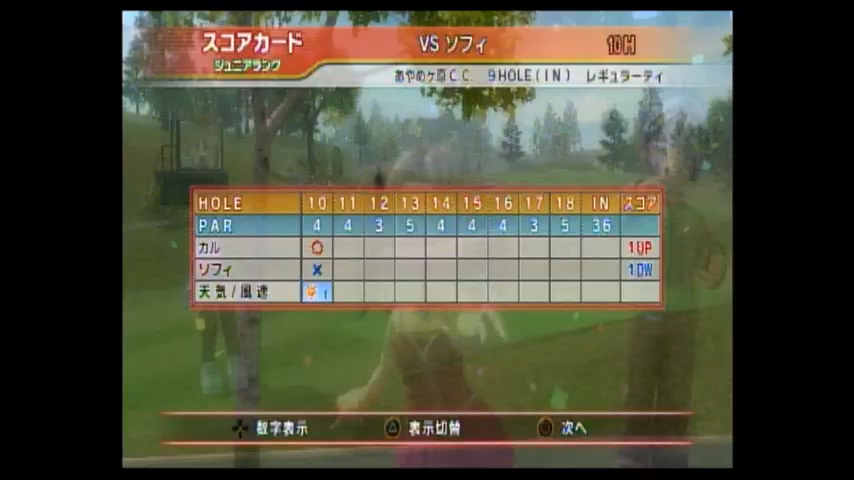 スコアカード VS ソフィ 10H
ジュニアランク
あやめヶ原C.C. 9HOLE(IN) レギュラーティ
HOLE 10 11 12 13 14 15 16 17 18 IN スコア
PAR 4 4 3 5 4 4 4 3 5 36
カル 1UP
ソフィ 1DW
天気/風速 1
数字表示 表示切替 次へ